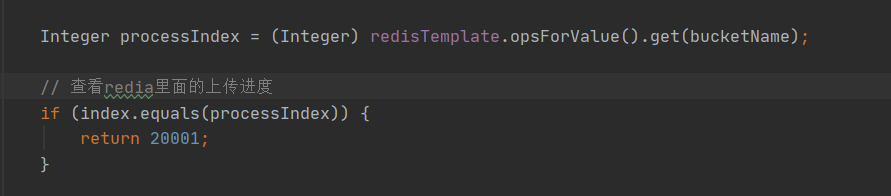 Integer processIndex = (Integer) redisTemplate.opsForValue().get(bucketName);
// 查看redia里面的上传进度
if (index.equals(processIndex)) {
return 20001;
}